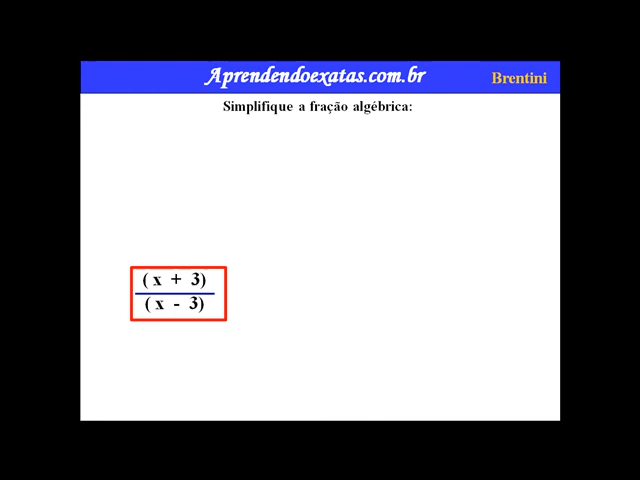 Aprendendoexatas.com.br
Brentini
Simplifique a fração algébrica:
( x + 3)
( x - 3)